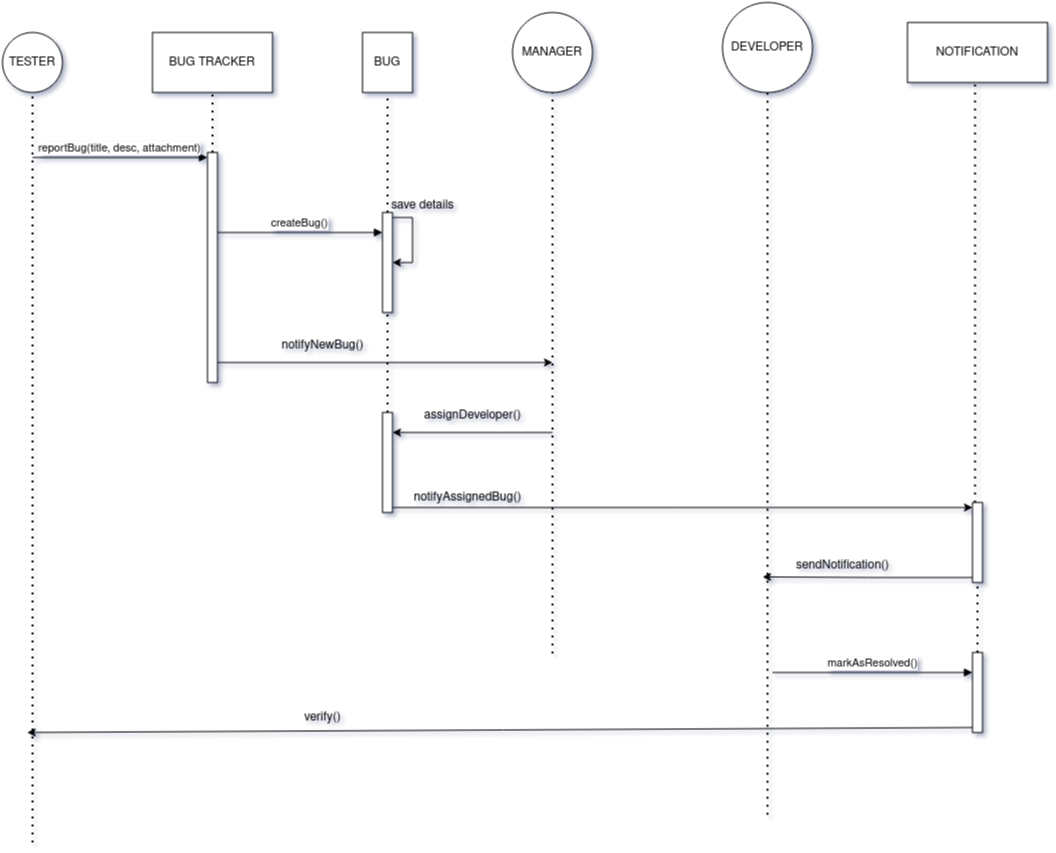 TESTER
BUG TRACKER
BUG
MANAGER
DEVELOPER
NOTIFICATION
reportBug(title, desc, attachment)
save details
createBug()
notifyNewBug()
assignDeveloper()
notifyAssignedBug()
sendNotification()
markAsResolved()
verify()